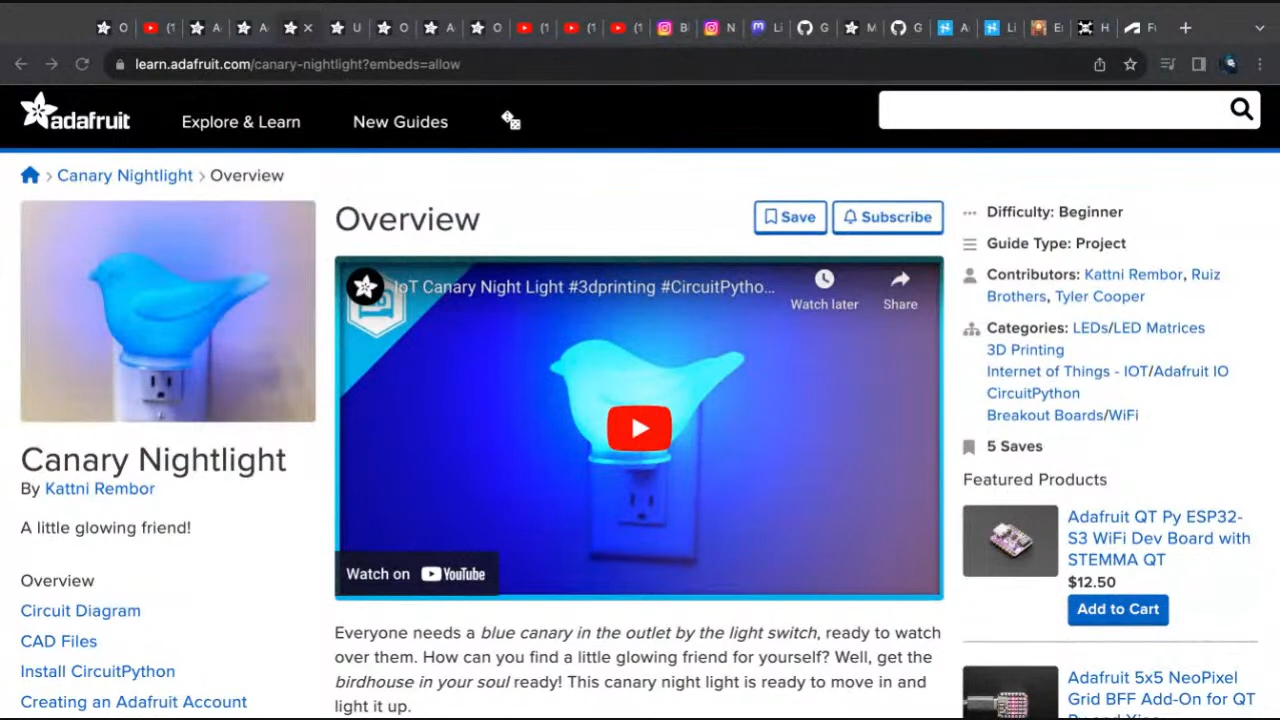 O
(1
A
A
U
O
A
O
(1
(1
(1
B
N
Li
G
M
G
A
Li
E
H
F
learn.adafruit.com/canary-nightlight?embeds=allow
adafruit
Explore & Learn
New Guides
Canary Nightlight > Overview
Overview
Save
Subscribe
IoT Canary Night Light #3dprinting #CircuitPytho...
Watch later
Share
Watch on YouTube
Canary Nightlight
By Kattni Rembor
A little glowing friend!
Overview
Circuit Diagram
CAD Files
Install CircuitPython
Creating an Adafruit Account
Everyone needs a blue canary in the outlet by the light switch, ready to watch
over them. How can you find a little glowing friend for yourself? Well, get the
birdhouse in your soul ready! This canary night light is ready to move in and
light it up.
Difficulty: Beginner
Guide Type: Project
Contributors: Kattni Rembor, Ruiz
Brothers, Tyler Cooper
Categories: LEDs/LED Matrices
3D Printing
Internet of Things - IOT/Adafruit IO
CircuitPython
Breakout Boards/WiFi
5 Saves
Featured Products
Adafruit QT Py ESP32-
S3 WiFi Dev Board with
STEMMA QT
$12.50
Add to Cart
Adafruit 5x5 NeoPixel
Grid BFF Add-On for QT